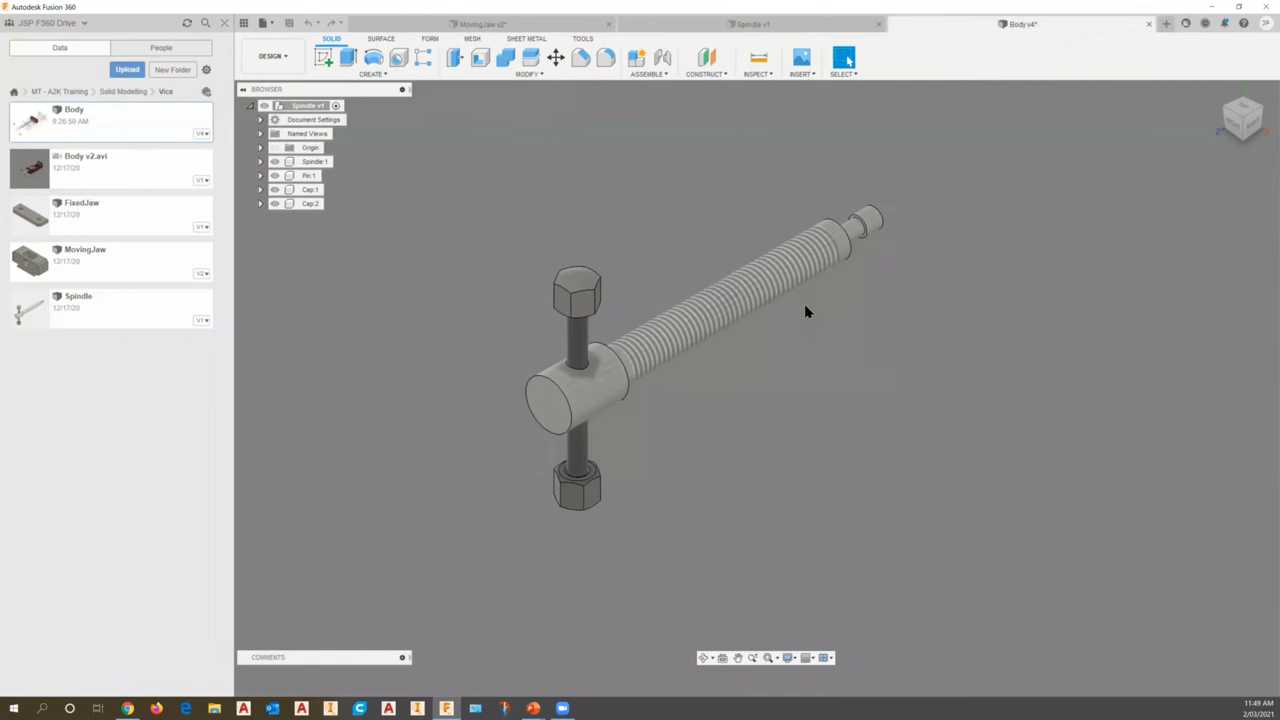 Autodesk Fusion 360
JSP F360 Drive
MovingJaw v2*
Spindle v1
Body v4*
JP
Data
People
SOLID
SURFACE
FORM
MESH
SHEET METAL
TOOLS
DESIGN
Upload
New Folder
CREATE
MODIFY
ASSEMBLE
CONSTRUCT
INSPECT
INSERT
SELECT
MT - A2K Training
Solid Modeling
Vice
BROWSER
Spindle v1
Document Settings
Named Views
Origin
Spindle:1
Pin:1
Cap:1
Cap:2
Body
9:26:50 AM
V4
Body v2.avi
12/17/20
V1
FixedJaw
12/17/20
V1
MovingJaw
12/17/20
V2
Spindle
12/17/20
V1
COMMENTS
11:49 AM
2/03/2021